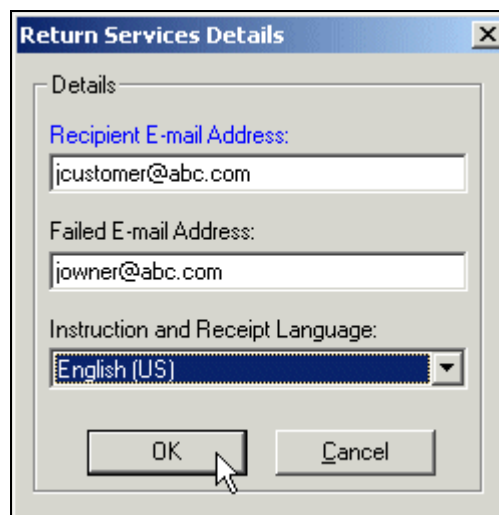 Return Services Details
Details
Recipient E-mail Address:
jcustomer@abc.com
Failed E-mail Address:
jowner@abc.com
Instruction and Receipt Language:
English (US)
OK Cancel